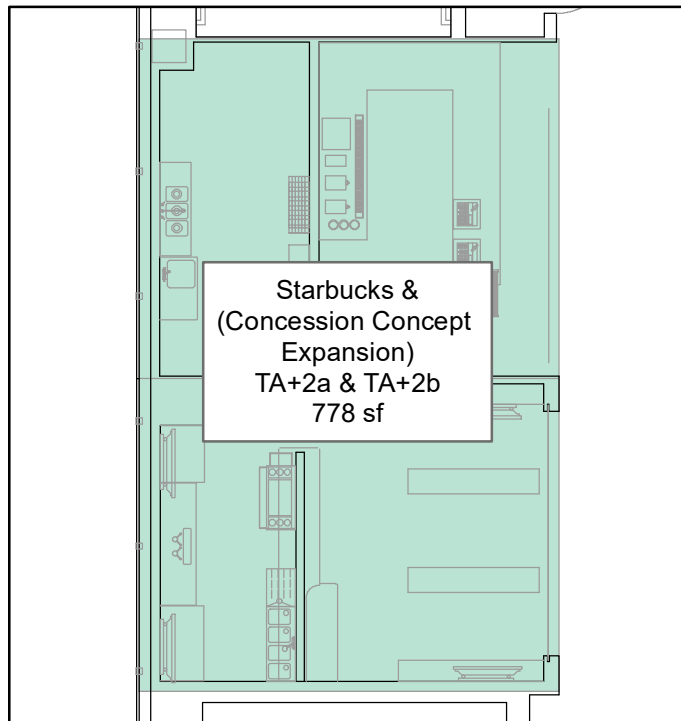 Starbucks &
(Concession Concept
Expansion)
TA+2a & TA+2b
778 sf